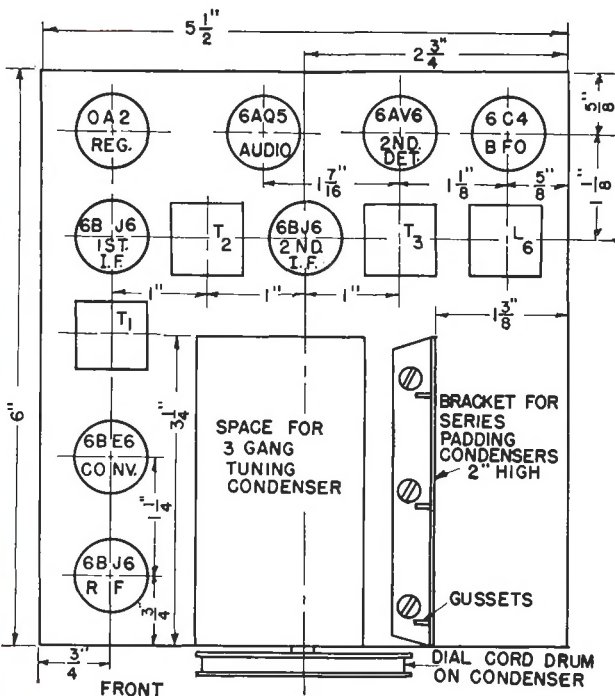 5 1/2"
2 3/4"
5/8"
OA2
REG.
6AQ5
AUDIO
6AV6
2ND.
DET.
6C4
BFO
1 7/16"
1 1/8"
5/8"
1 1/8"
6BJ6
1ST.
I.F.
T2
6BJ6
2ND
I.F.
T3
L6
1"
1"
1"
1 3/8"
T1
6"
3 1/4"
SPACE FOR
3 GANG
TUNING
CONDENSER
BRACKET FOR
SERIES
PADDING
CONDENSERS
2" HIGH
6BE6
CONV.
1 1/4"
6BJ6
RF
3/4"
GUSSETS
3/4"
FRONT
DIAL CORD DRUM
ON CONDENSER